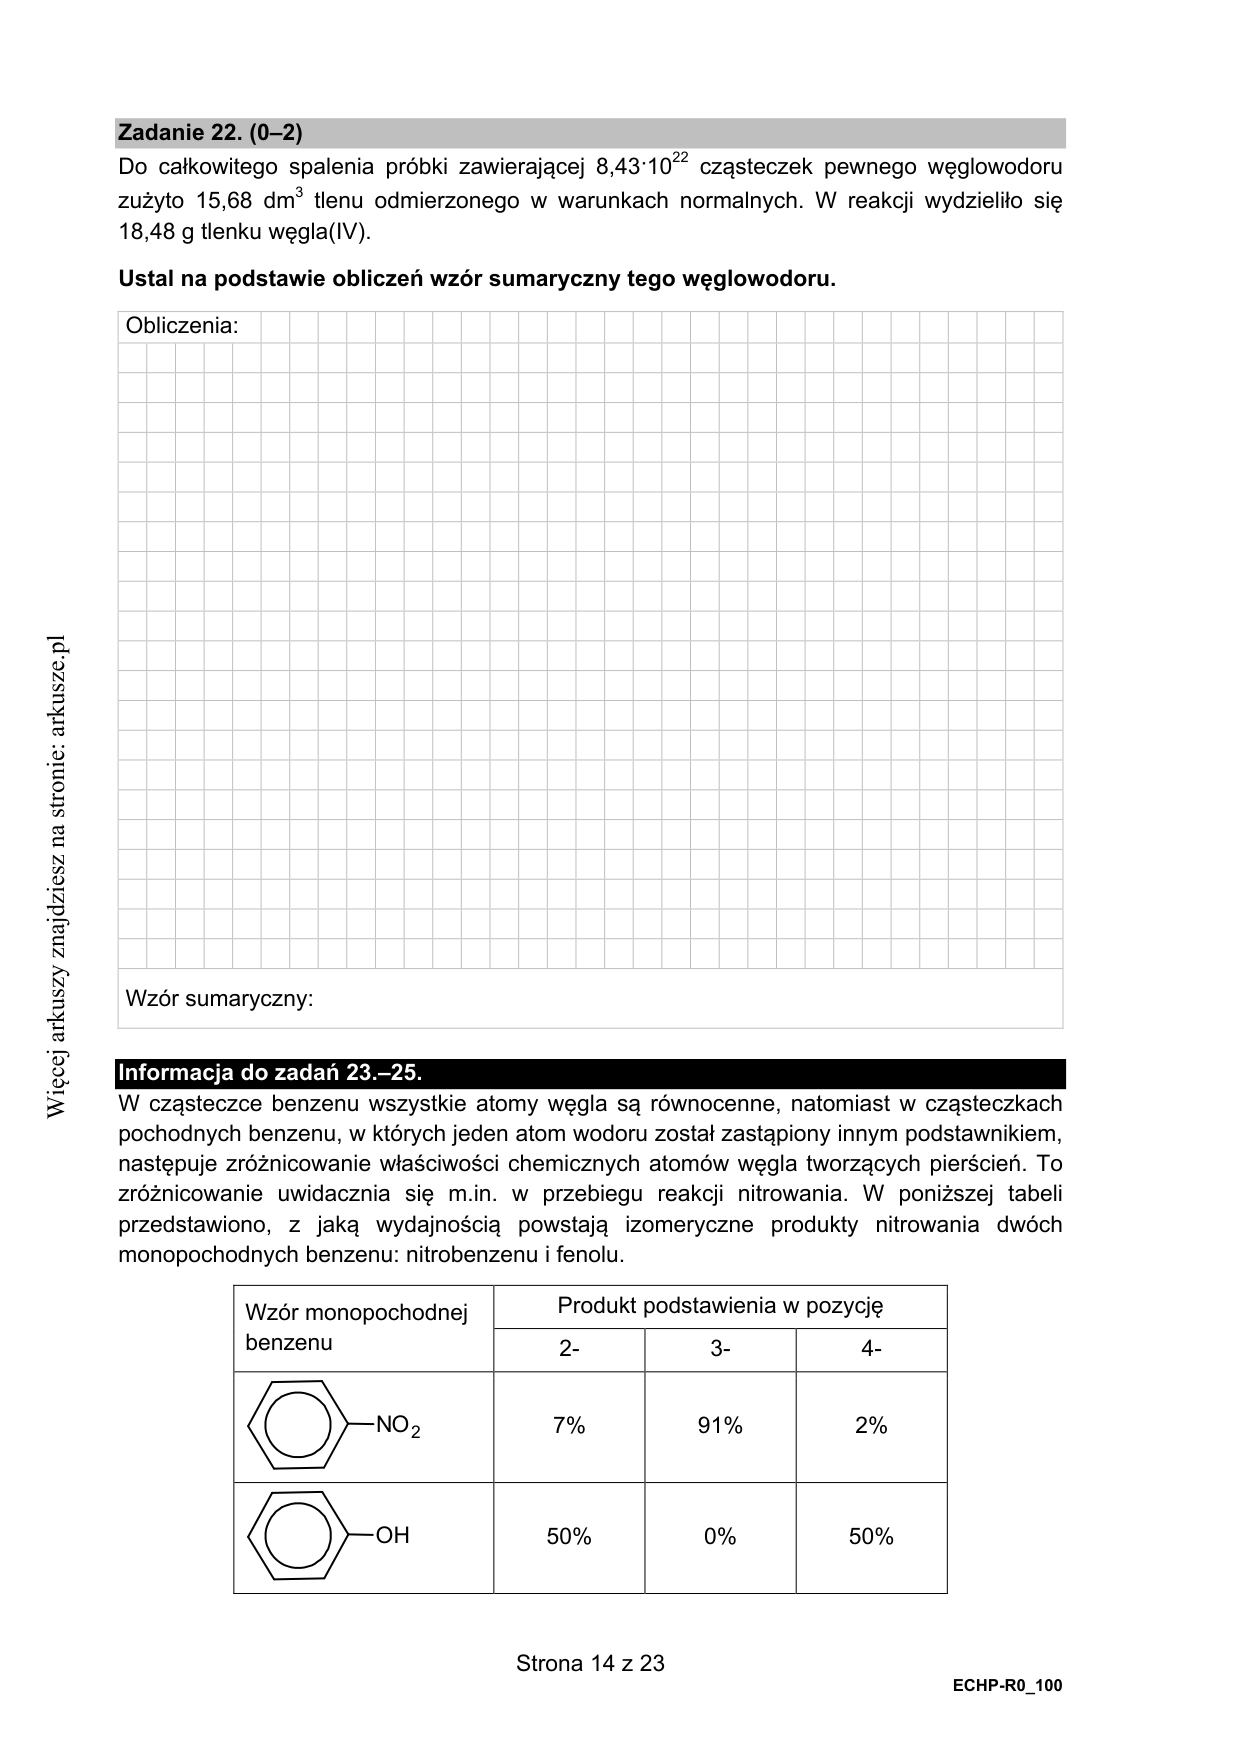 Zadanie 22. (0–2)
Do całkowitego spalenia próbki zawierającej 8,43·10²² cząsteczek pewnego węglowodoru
zużyto 15,68 dm³ tlenu odmierzonego w warunkach normalnych. W reakcji wydzieliło się
18,48 g tlenku węgla(IV).
Ustal na podstawie obliczeń wzór sumaryczny tego węglowodoru.
Obliczenia:
Wzór sumaryczny:
Więcej arkuszy znajdziesz na stronie: arkusze.pl
Informacja do zadań 23.–25.
W cząsteczce benzenu wszystkie atomy węgla są równocenne, natomiast w cząsteczkach
pochodnych benzenu, w których jeden atom wodoru został zastąpiony innym podstawnikiem,
następuje zróżnicowanie właściwości chemicznych atomów węgla tworzących pierścień. To
zróżnicowanie uwidacznia się m.in. w przebiegu reakcji nitrowania. W poniższej tabeli
przedstawiono, z jaką wydajnością powstają izomeryczne produkty nitrowania dwóch
monopochodnych benzenu: nitrobenzenu i fenolu.
Wzór monopochodnej
benzenu
Produkt podstawienia w pozycję
2- 3- 4-
NO₂ 7% 91% 2%
OH 50% 0% 50%
Strona 14 z 23
ECHP-R0_100